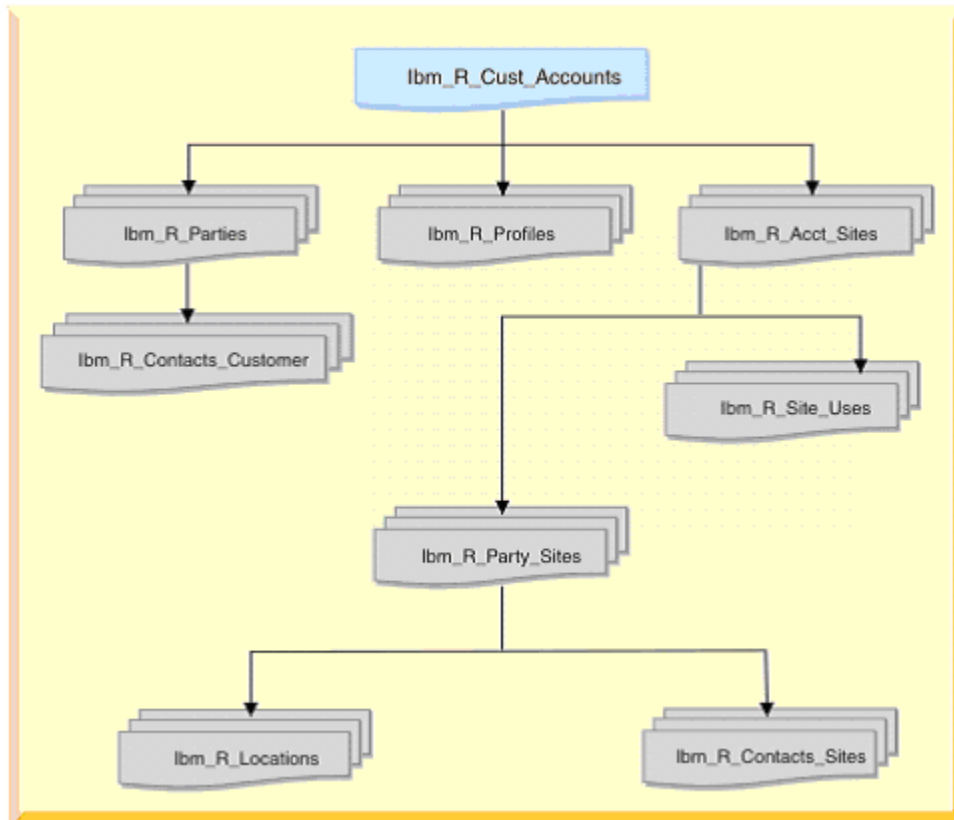 Ibm_R_Cust_Accounts
Ibm_R_Parties
Ibm_R_Profiles
Ibm_R_Acct_Sites
Ibm_R_Contacts_Customer
Ibm_R_Site_Uses
Ibm_R_Party_Sites
Ibm_R_Locations
Ibm_R_Contacts_Sites